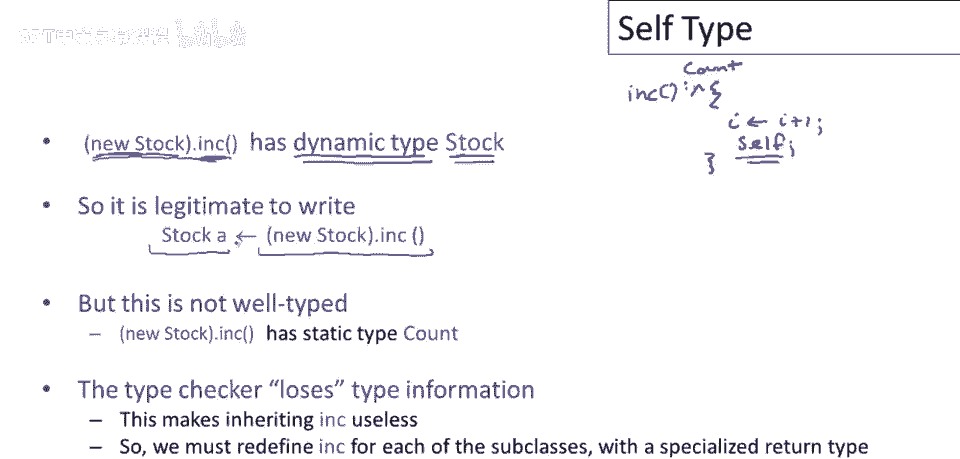 Self Type
Count
inc() in {
i ← i+1;
self;
}
• (new Stock).inc() has dynamic type Stock
• So it is legitimate to write
Stock a ← (new Stock).inc ()
• But this is not well-typed
– (new Stock).inc() has static type Count
• The type checker “loses” type information
– This makes inheriting inc useless
– So, we must redefine inc for each of the subclasses, with a specialized return type